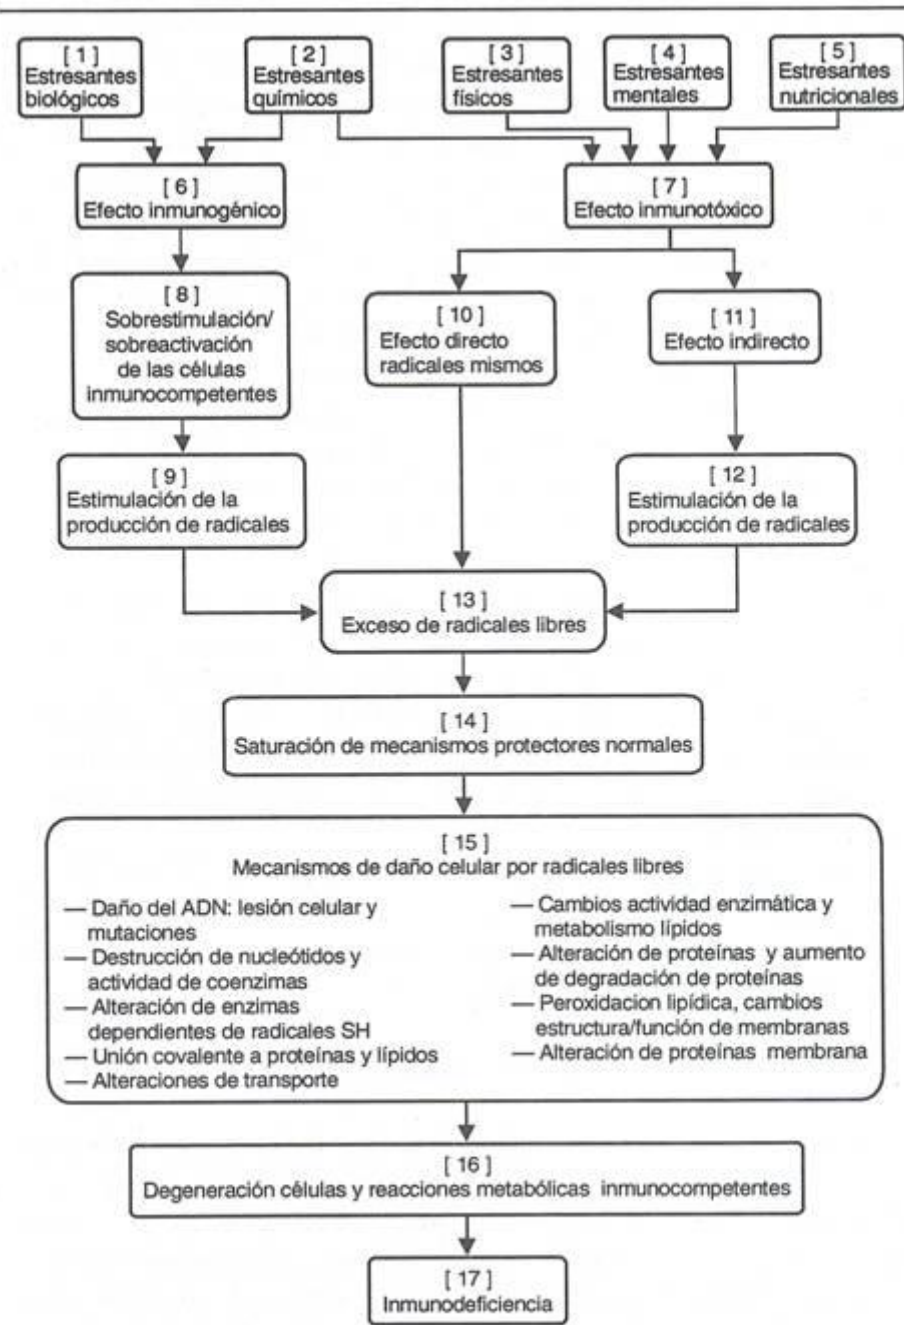 [ 1 ]
Estresantes
biológicos
[ 2 ]
Estresantes
químicos
[ 3 ]
Estresantes
físicos
[ 4 ]
Estresantes
mentales
[ 5 ]
Estresantes
nutricionales
[ 6 ]
Efecto inmunogénico
[ 7 ]
Efecto inmunotóxico
[ 8 ]
Sobrestimulación/
sobreactivación
de las células
inmunocompetentes
[ 10 ]
Efecto directo
radicales mismos
[ 11 ]
Efecto indirecto
[ 9 ]
Estimulación de la
producción de radicales
[ 12 ]
Estimulación de la
producción de radicales
[ 13 ]
Exceso de radicales libres
[ 14 ]
Saturación de mecanismos protectores normales
[ 15 ]
Mecanismos de daño celular por radicales libres
— Daño del ADN: lesión celular y
mutaciones
— Destrucción de nucleótidos y
actividad de coenzimas
— Alteración de enzimas
dependientes de radicales SH
— Unión covalente a proteínas y lípidos
— Alteraciones de transporte
— Cambios actividad enzimática y
metabolismo lípidos
— Alteración de proteínas y aumento
de degradación de proteínas
— Peroxidacion lipídica, cambios
estructura/función de membranas
— Alteración de proteínas membrana
[ 16 ]
Degeneración células y reacciones metabólicas inmunocompetentes
[ 17 ]
Inmunodeficiencia